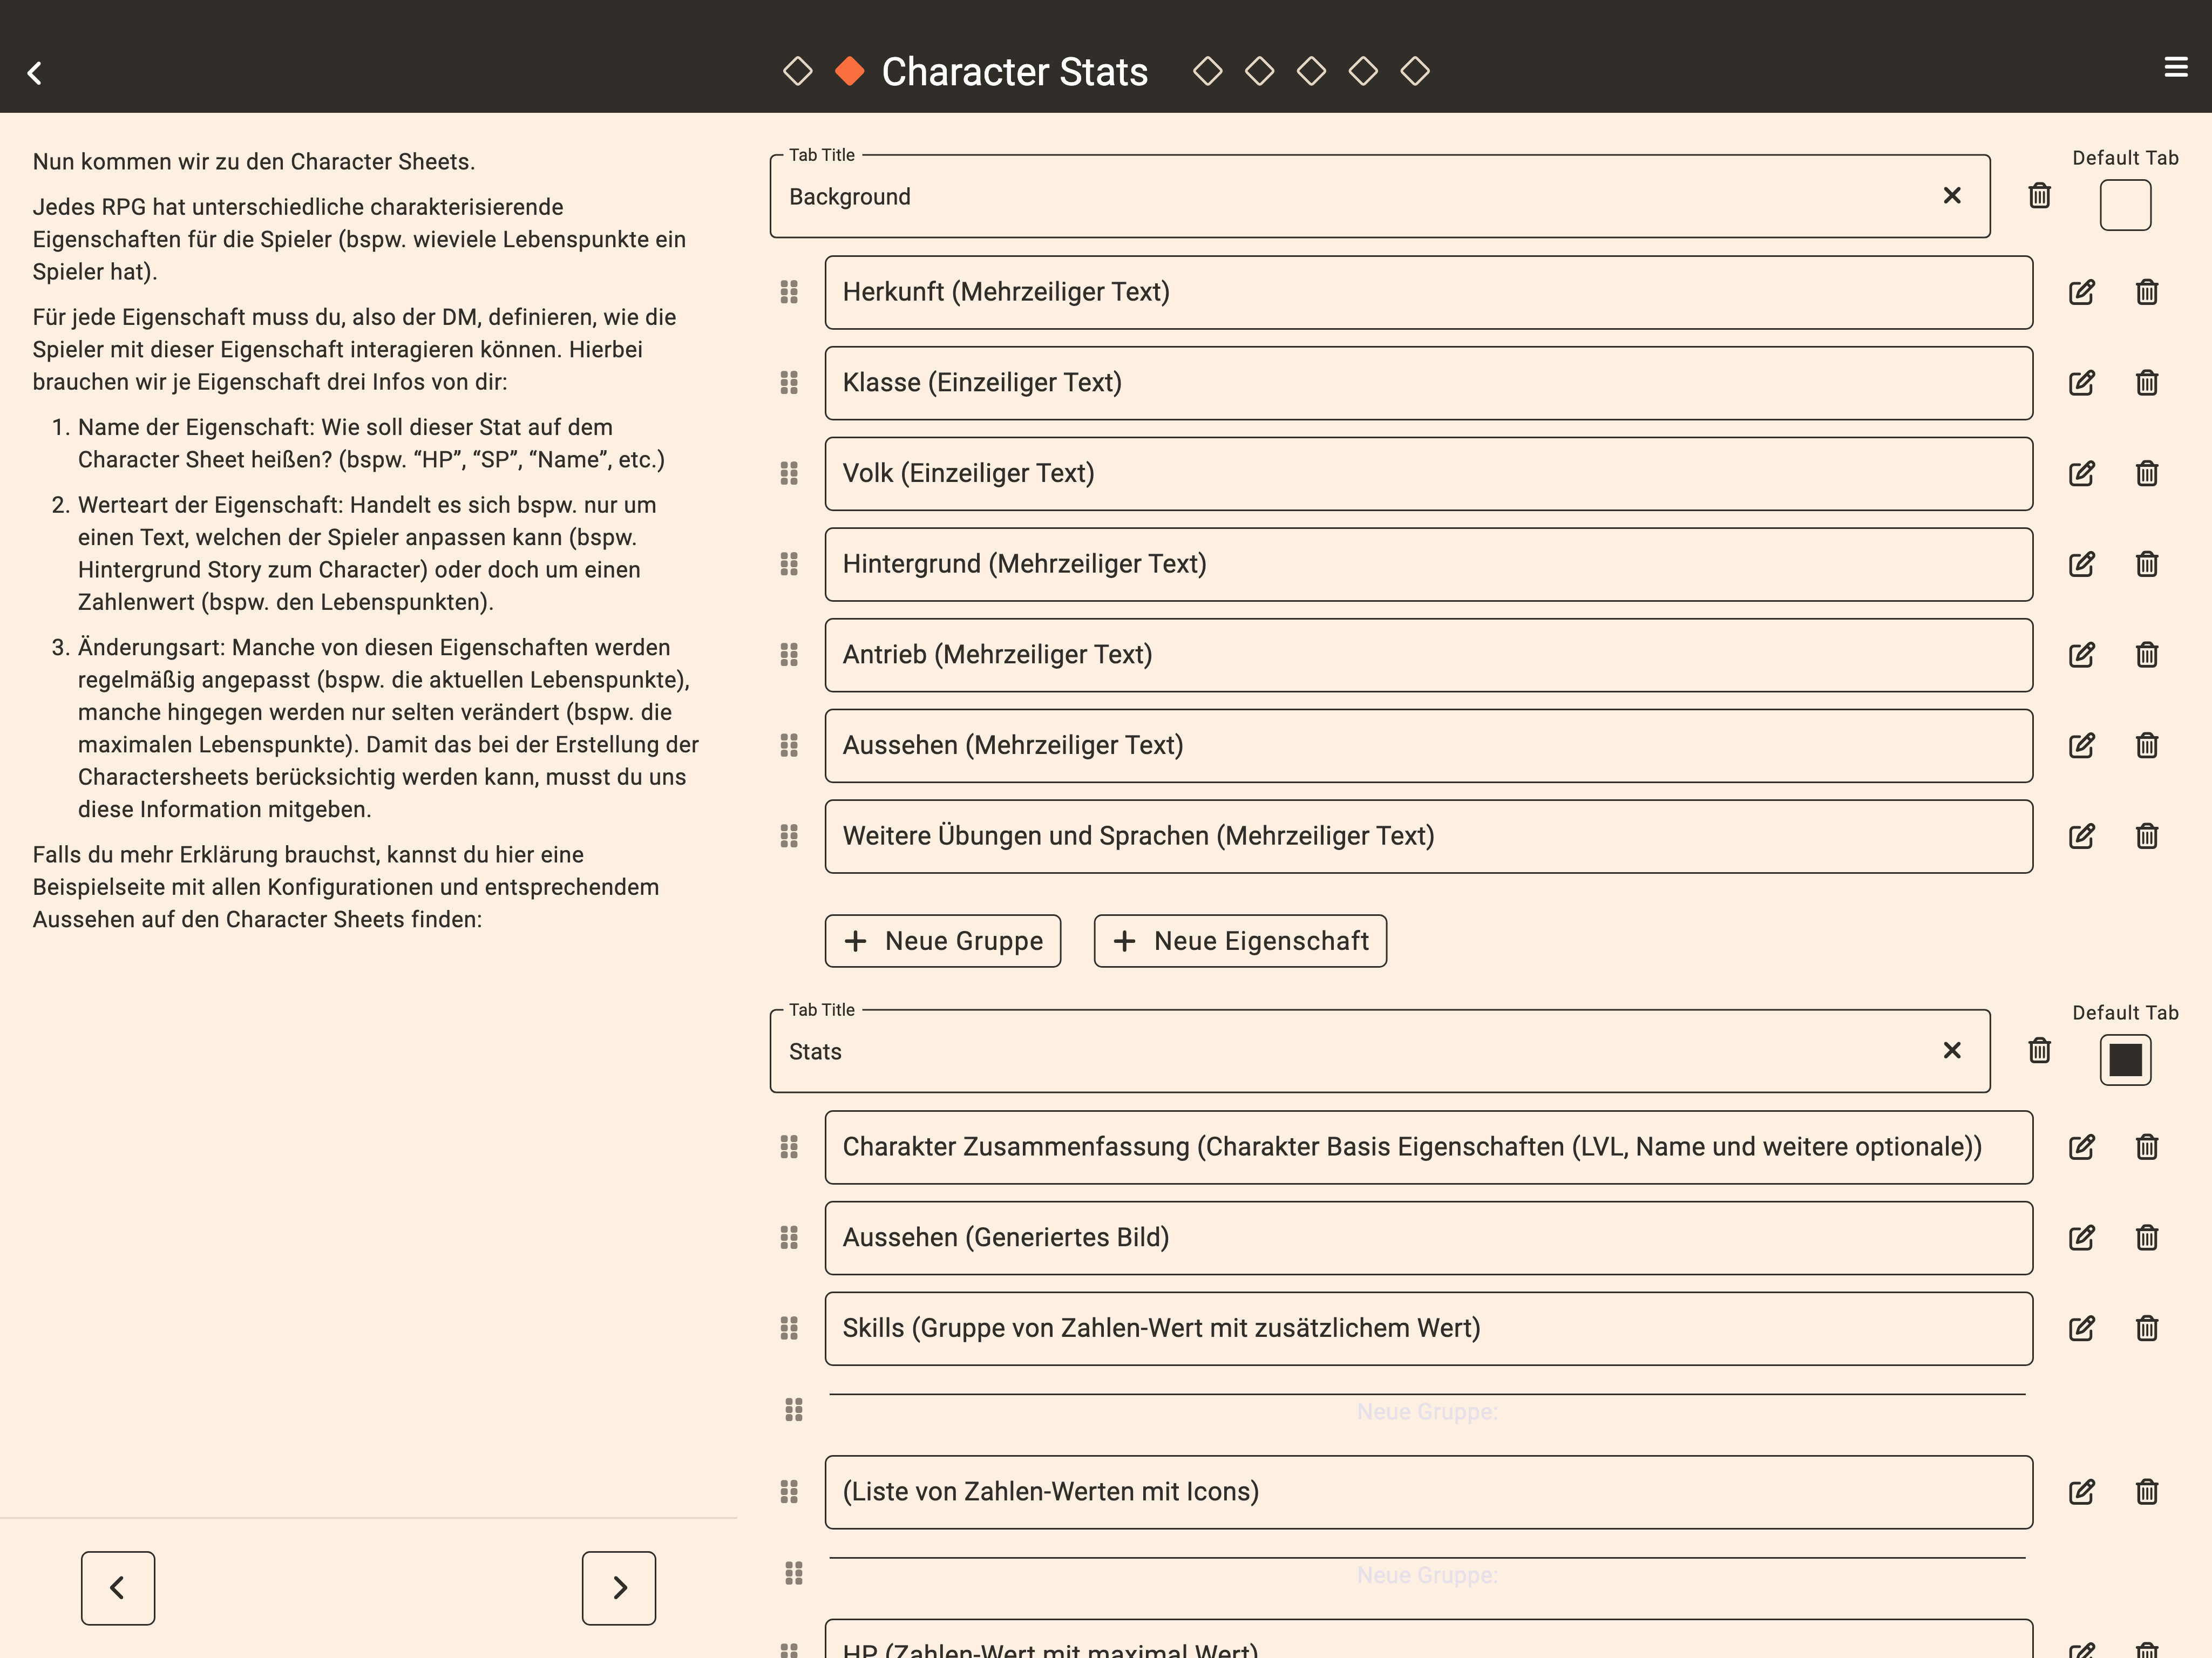 Character Stats
Nun kommen wir zu den Character Sheets.
Jedes RPG hat unterschiedliche charakterisierende
Eigenschaften für die Spieler (bspw. wieviele Lebenspunkte ein
Spieler hat).
Für jede Eigenschaft muss du, also der DM, definieren, wie die
Spieler mit dieser Eigenschaft interagieren können. Hierbei
brauchen wir je Eigenschaft drei Infos von dir:
1. Name der Eigenschaft: Wie soll dieser Stat auf dem
Character Sheet heißen? (bspw. “HP”, “SP”, “Name”, etc.)
2. Werteart der Eigenschaft: Handelt es sich bspw. nur um
einen Text, welchen der Spieler anpassen kann (bspw.
Hintergrund Story zum Character) oder doch um einen
Zahlenwert (bspw. den Lebenspunkten).
3. Änderungsart: Manche von diesen Eigenschaften werden
regelmäßig angepasst (bspw. die aktuellen Lebenspunkte),
manche hingegen werden nur selten verändert (bspw. die
maximalen Lebenspunkte). Damit das bei der Erstellung der
Charactersheets berücksichtig werden kann, musst du uns
diese Information mitgeben.
Falls du mehr Erklärung brauchst, kannst du hier eine
Beispielseite mit allen Konfigurationen und entsprechendem
Aussehen auf den Character Sheets finden:
Tab Title
Background
Default Tab
Herkunft (Mehrzeiliger Text)
Klasse (Einzeiliger Text)
Volk (Einzeiliger Text)
Hintergrund (Mehrzeiliger Text)
Antrieb (Mehrzeiliger Text)
Aussehen (Mehrzeiliger Text)
Weitere Übungen und Sprachen (Mehrzeiliger Text)
Neue Gruppe
Neue Eigenschaft
Tab Title
Stats
Default Tab
Charakter Zusammenfassung (Charakter Basis Eigenschaften (LVL, Name und weitere optionale))
Aussehen (Generiertes Bild)
Skills (Gruppe von Zahlen-Wert mit zusätzlichem Wert)
Neue Gruppe:
(Liste von Zahlen-Werten mit Icons)
Neue Gruppe:
HP (Zahlen-Wert mit maximal Wert)